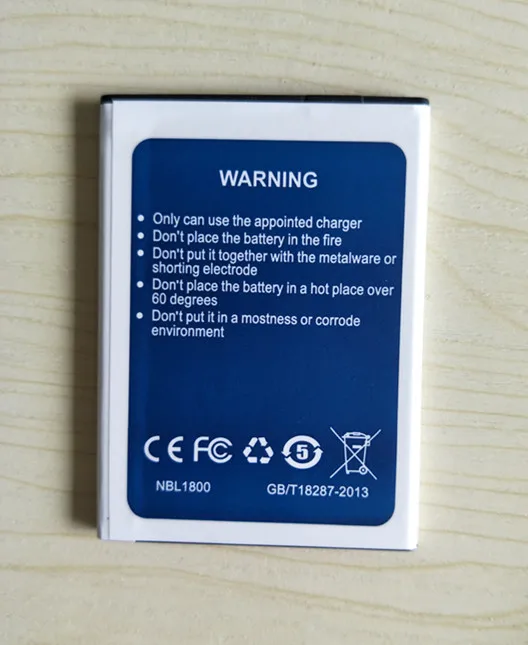 WARNING
• Only can use the appointed charger
• Don't place the battery in the fire
• Don't put it together with the metalware or
shorting electrode
• Don't place the battery in a hot place over
60 degrees
• Don't put it in a mostness or corrode
environment
CE FC 5
NBL1800 GB/T18287-2013